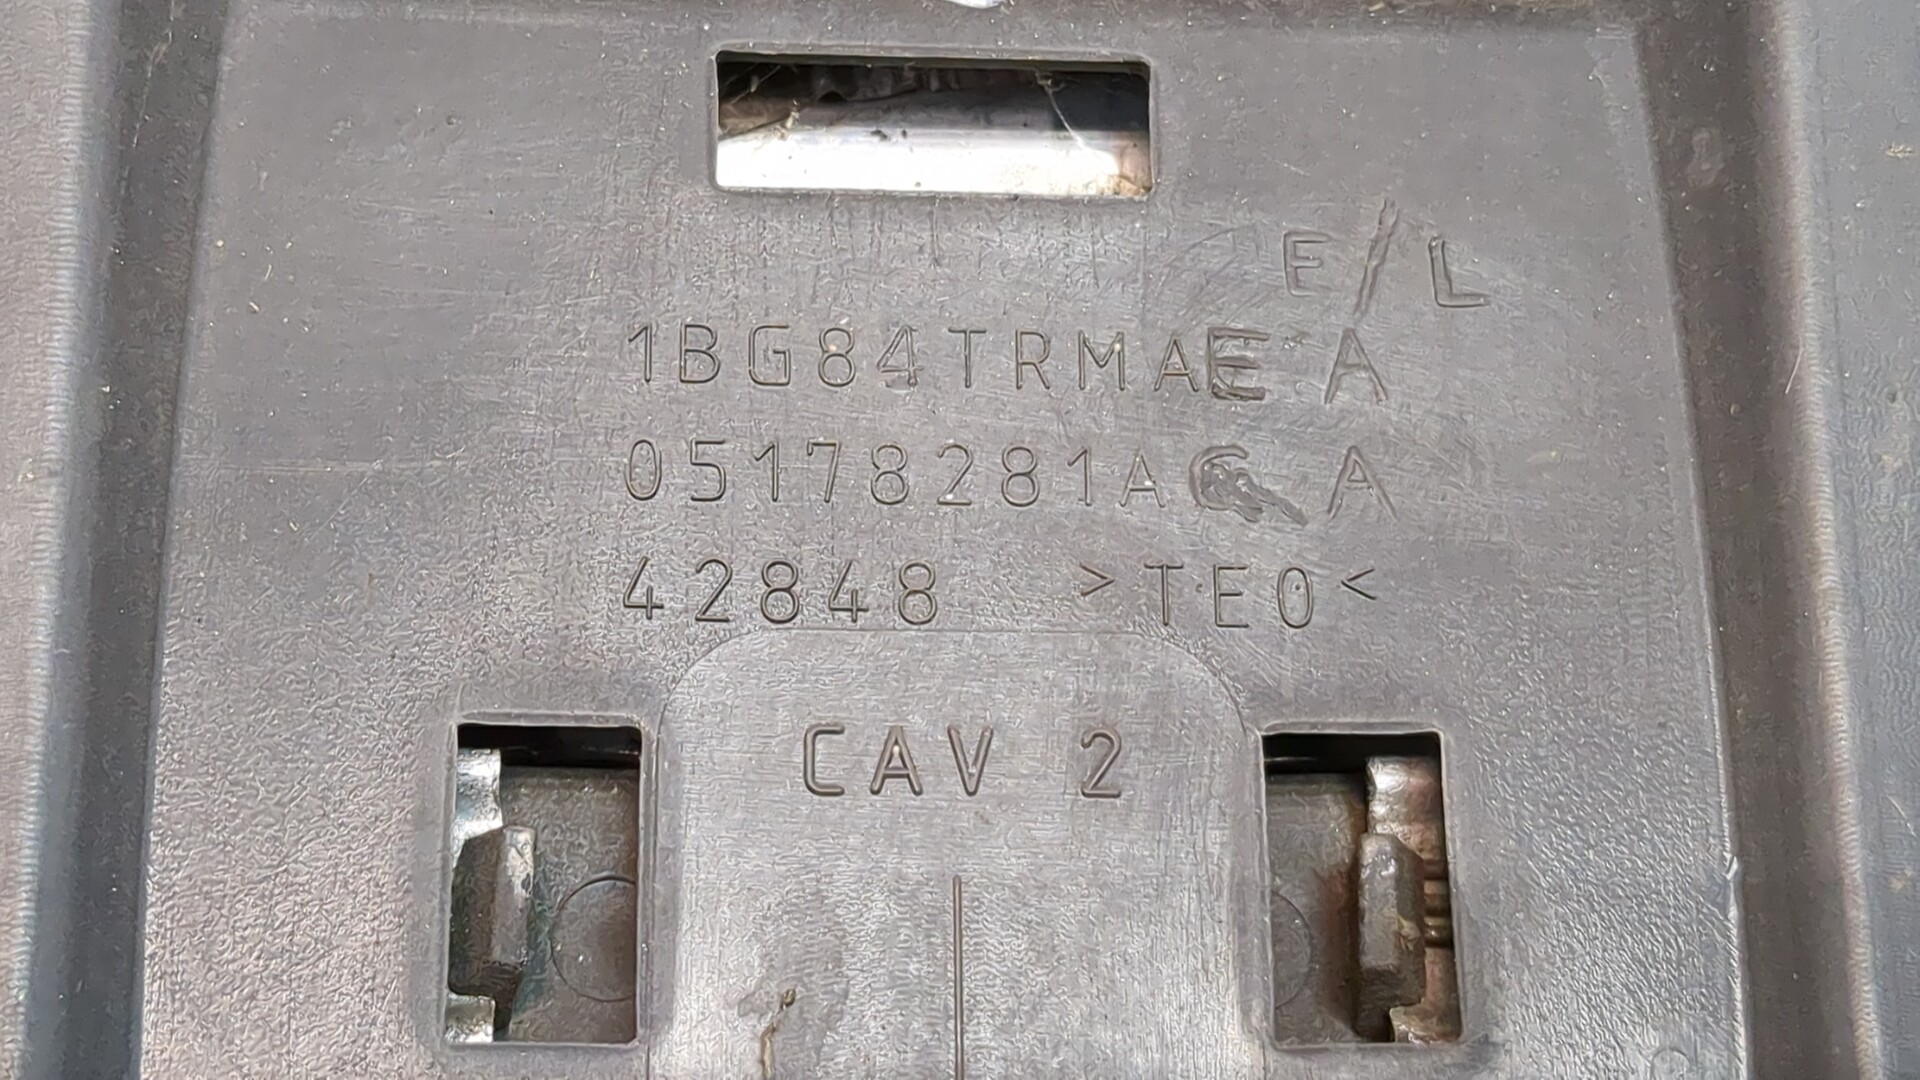 E/L
1BG84TRMAE A
05178281AC A
42848 >TEO<
CAV 2